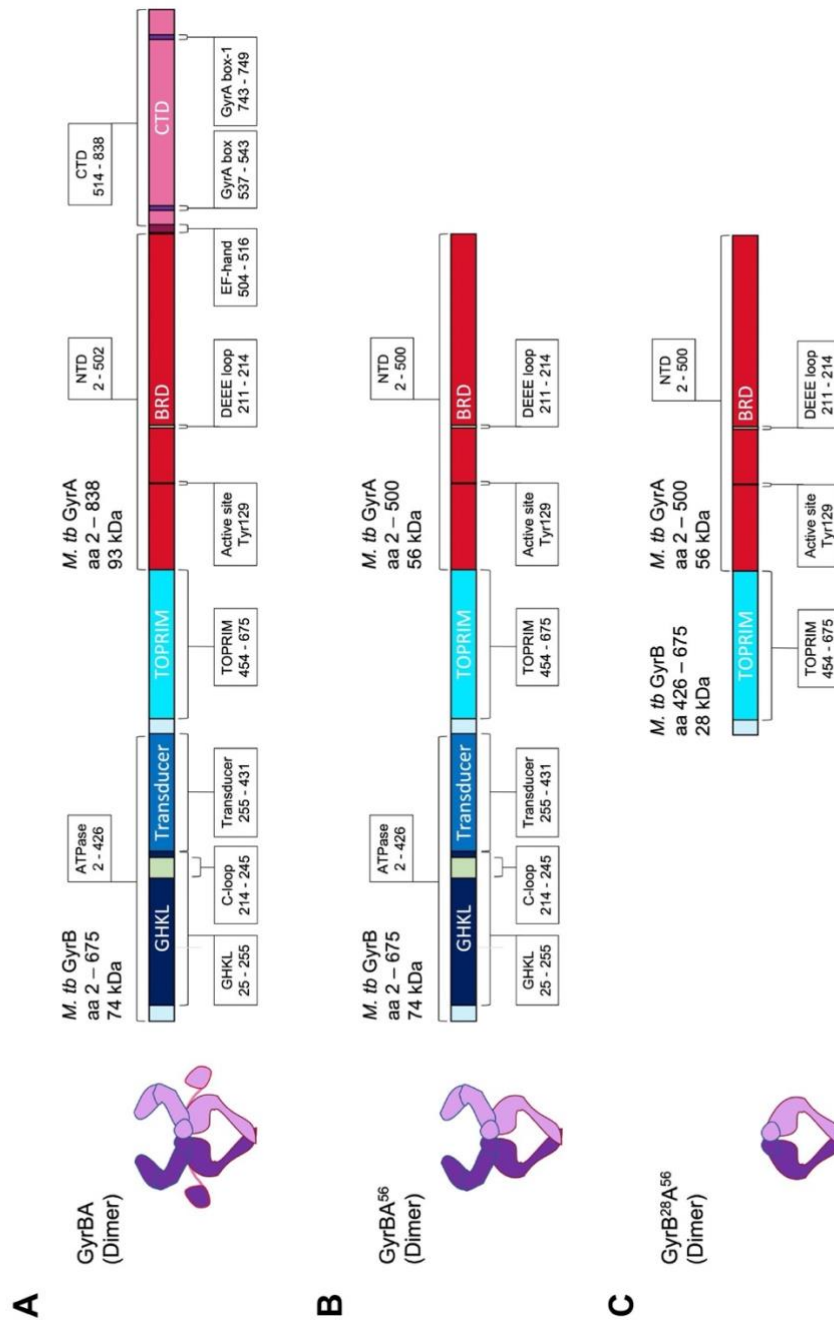 A
GyrBA
(Dimer)
M. tb GyrB
aa 2 – 675
74 kDa
ATPase
2 - 426
M. tb GyrA
aa 2 – 838
93 kDa
NTD
2 - 502
CTD
514 - 838
GHKL
Transducer
TOPRIM
BRD
CTD
GHKL
25 - 255
C-loop
214 - 245
Transducer
255 - 431
TOPRIM
454 - 675
Active site
Tyr129
DEEE loop
211 - 214
EF-hand
504 - 516
GyrA box
537 - 543
GyrA box-1
743 - 749
B
GyrBA⁵⁶
(Dimer)
M. tb GyrB
aa 2 – 675
74 kDa
ATPase
2 - 426
M. tb GyrA
aa 2 – 500
56 kDa
NTD
2 - 500
GHKL
Transducer
TOPRIM
BRD
GHKL
25 - 255
C-loop
214 - 245
Transducer
255 - 431
TOPRIM
454 - 675
Active site
Tyr129
DEEE loop
211 - 214
C
GyrB²⁸A⁵⁶
(Dimer)
M. tb GyrB
aa 426 – 675
28 kDa
M. tb GyrA
aa 2 – 500
56 kDa
NTD
2 - 500
TOPRIM
BRD
TOPRIM
454 - 675
Active site
Tyr129
DEEE loop
211 - 214